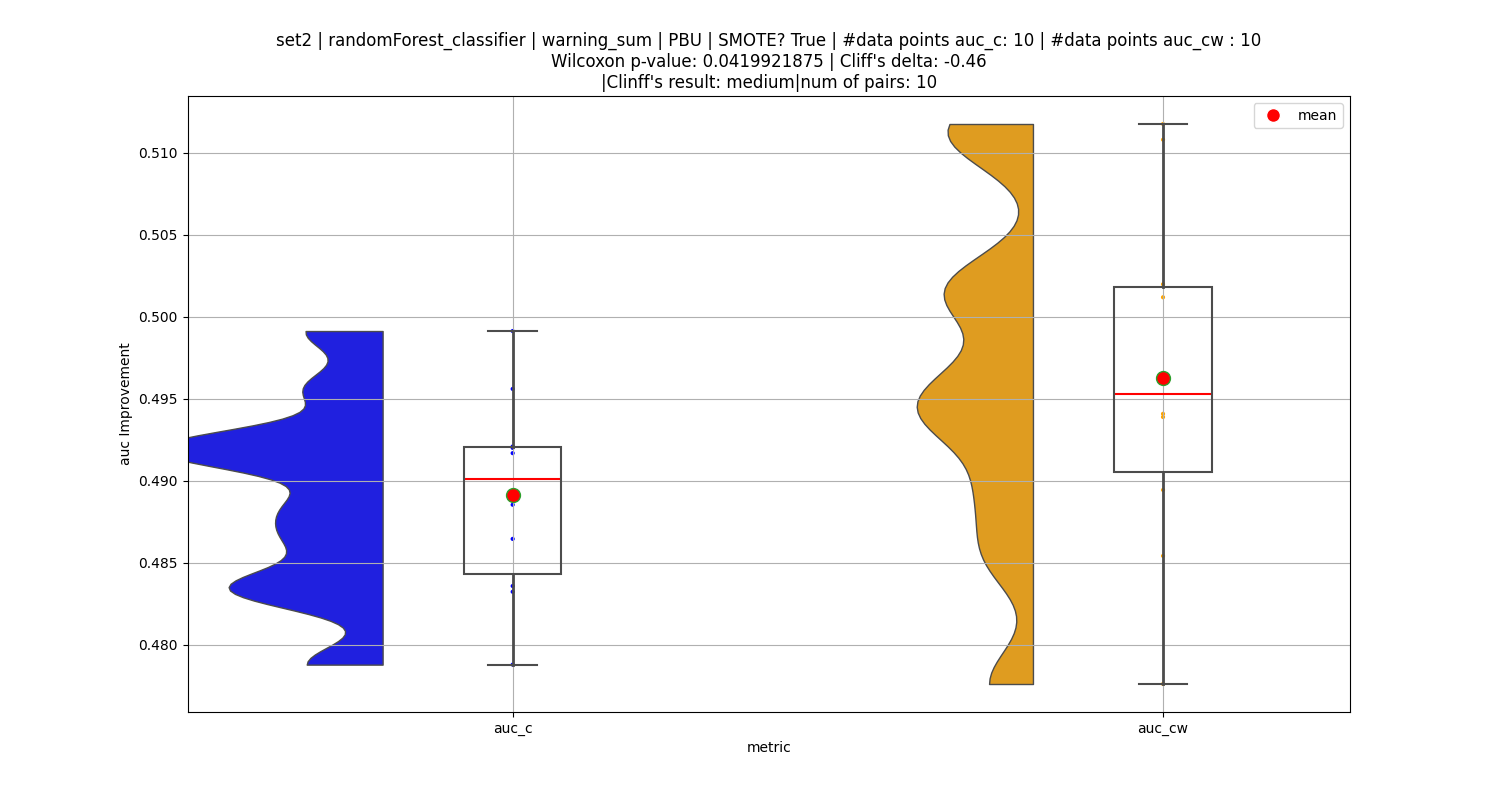 set2 | randomForest_classifier | warning_sum | PBU | SMOTE? True | #data points auc_c: 10 | #data points auc_cw : 10
Wilcoxon p-value: 0.0419921875 | Cliff's delta: -0.46
|Clinff's result: medium|num of pairs: 10
mean
0.510
0.505
0.500
0.495
0.490
0.485
0.480
auc Improvement
auc_c
auc_cw
metric